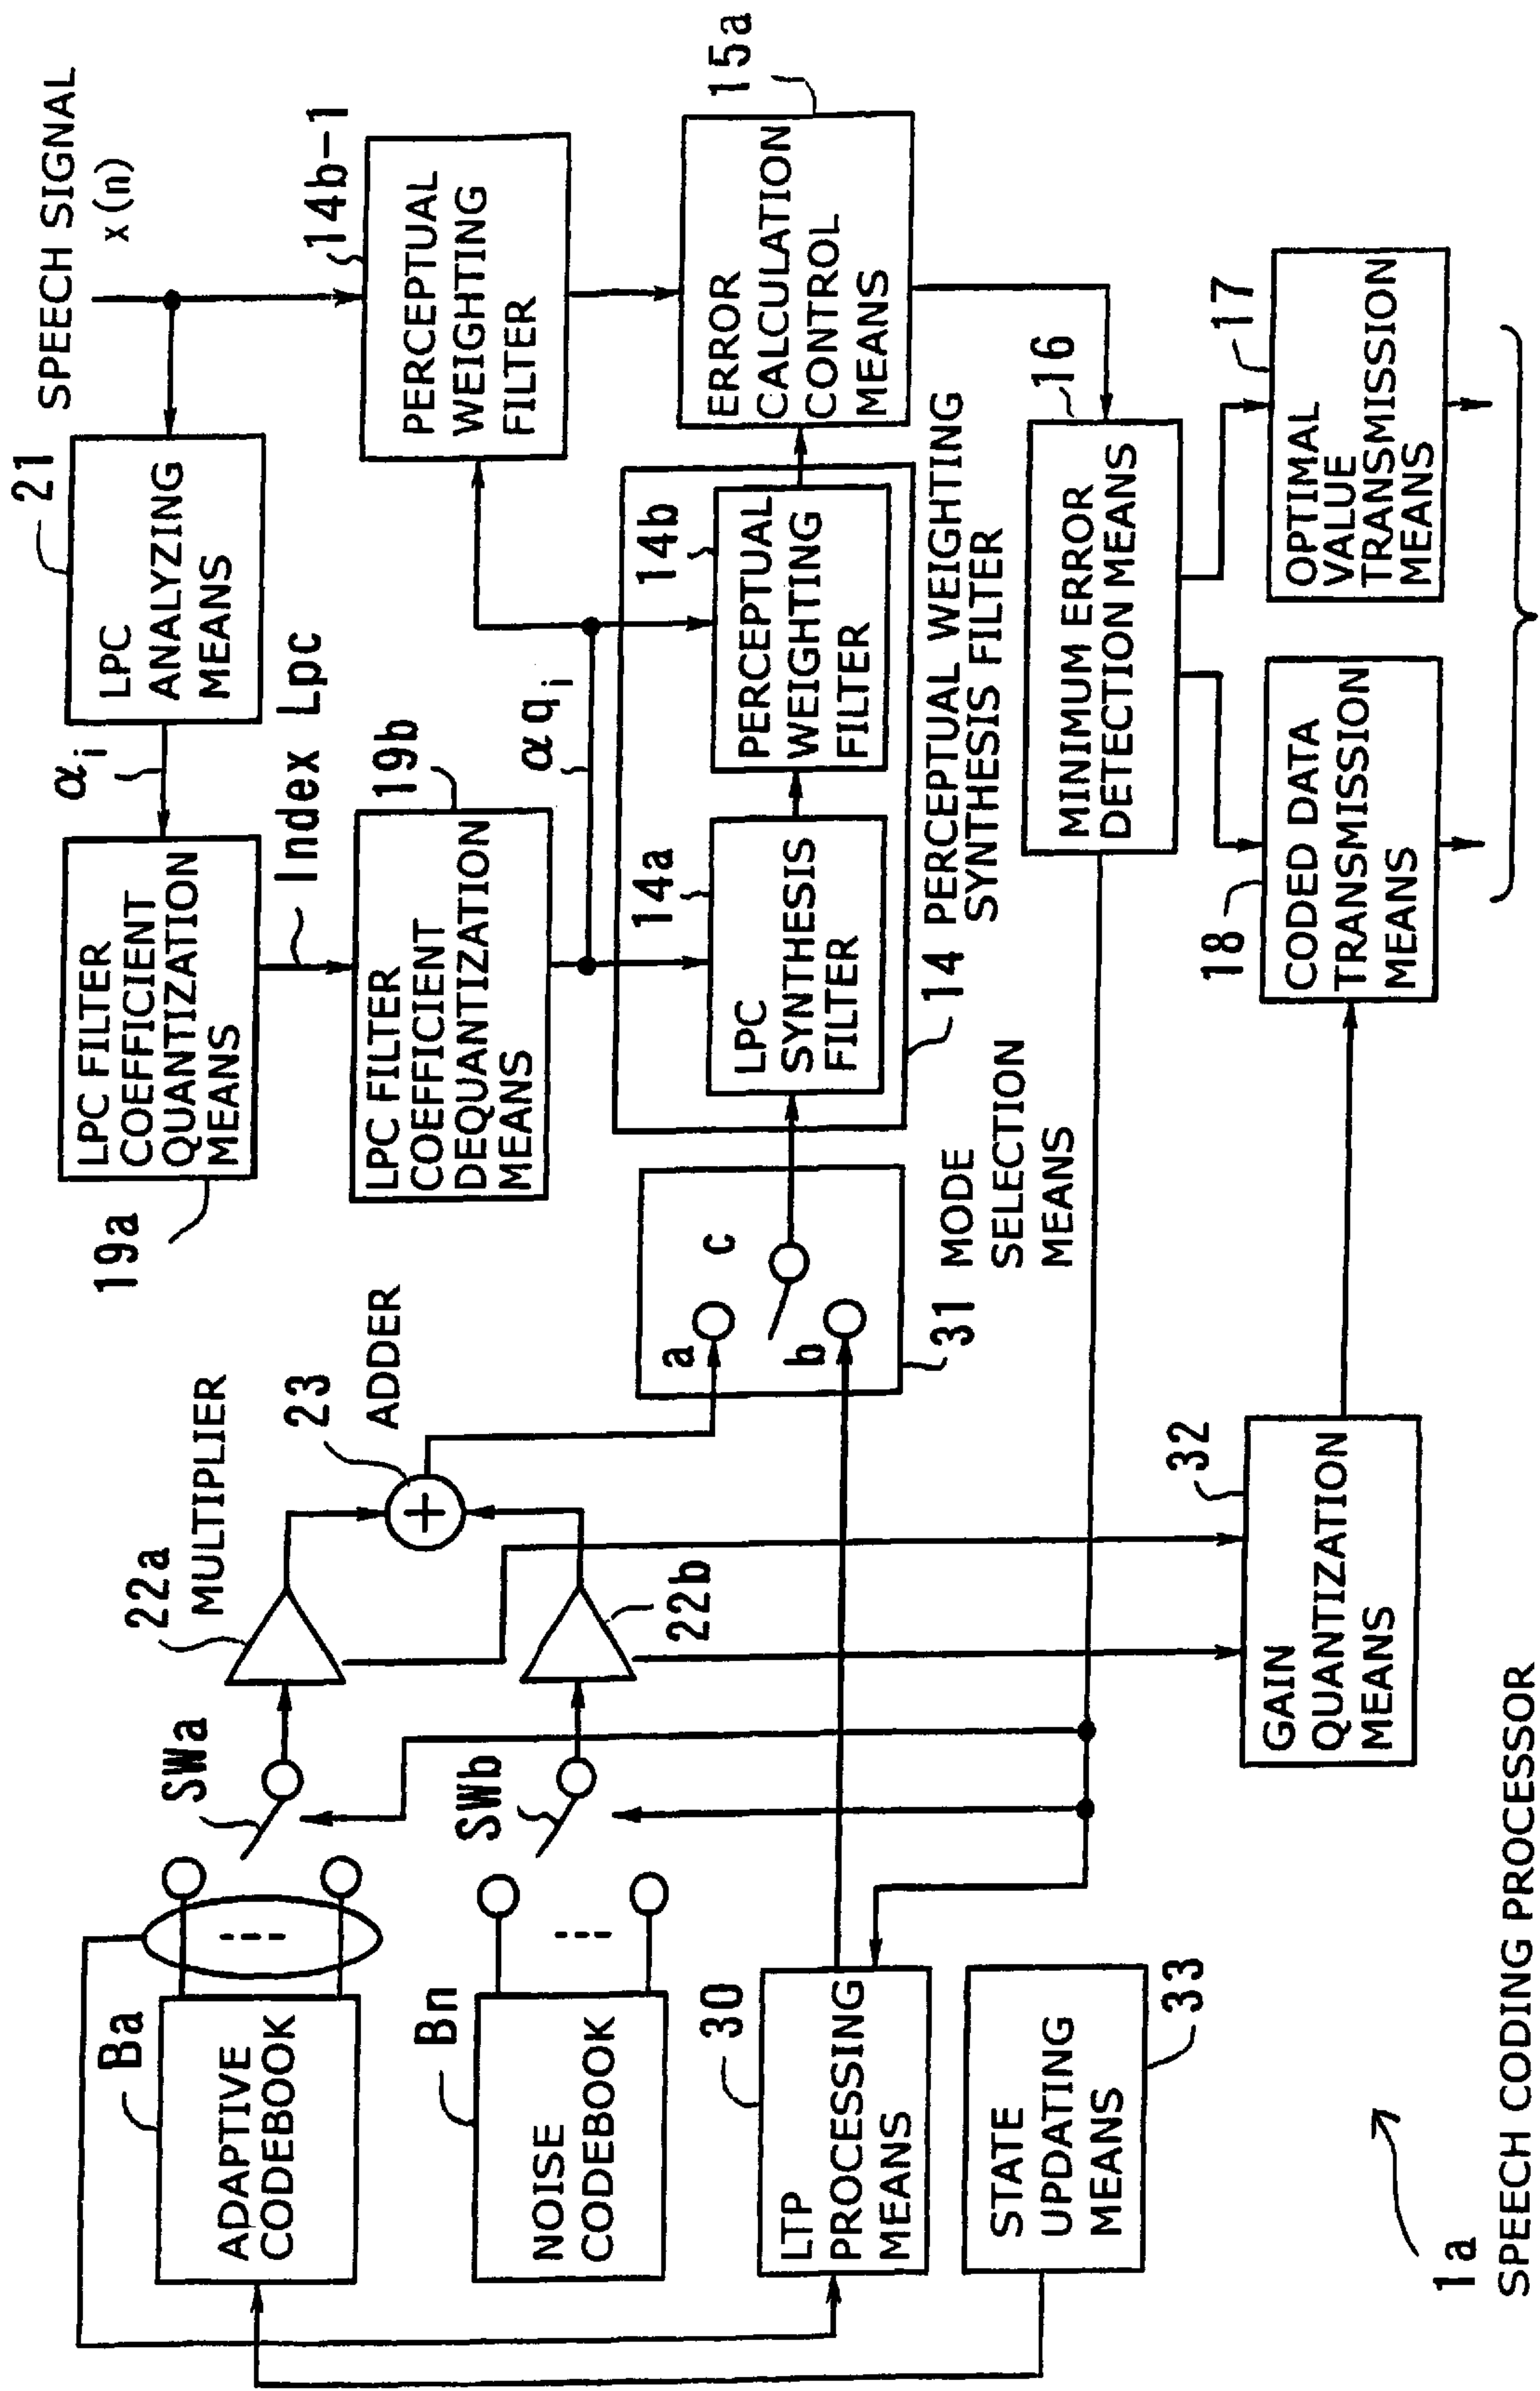 SPEECH SIGNAL
x(n)
21
LPC
ANALYZING
MEANS
αi
LPC FILTER
COEFFICIENT
QUANTIZATION
MEANS
19a
Index Lpc
LPC FILTER
COEFFICIENT
DEQUANTIZATION
MEANS
19b
αqi
14b-1
PERCEPTUAL
WEIGHTING
FILTER
15a
ERROR
CALCULATION
CONTROL
MEANS
14a
LPC
SYNTHESIS
FILTER
14b
PERCEPTUAL
WEIGHTING
FILTER
14 PERCEPTUAL WEIGHTING
SYNTHESIS FILTER
22a
MULTIPLIER
23
ADDER
22b
SWa
SWb
Ba
ADAPTIVE
CODEBOOK
Bn
NOISE
CODEBOOK
a
b
c
31 MODE
SELECTION
MEANS
30
LTP
PROCESSING
MEANS
STATE
UPDATING
MEANS
33
16
MINIMUM ERROR
DETECTION MEANS
32
GAIN
QUANTIZATION
MEANS
18
CODED DATA
TRANSMISSION
MEANS
17
OPTIMAL
VALUE
TRANSMISSION
MEANS
1a
SPEECH CODING PROCESSOR